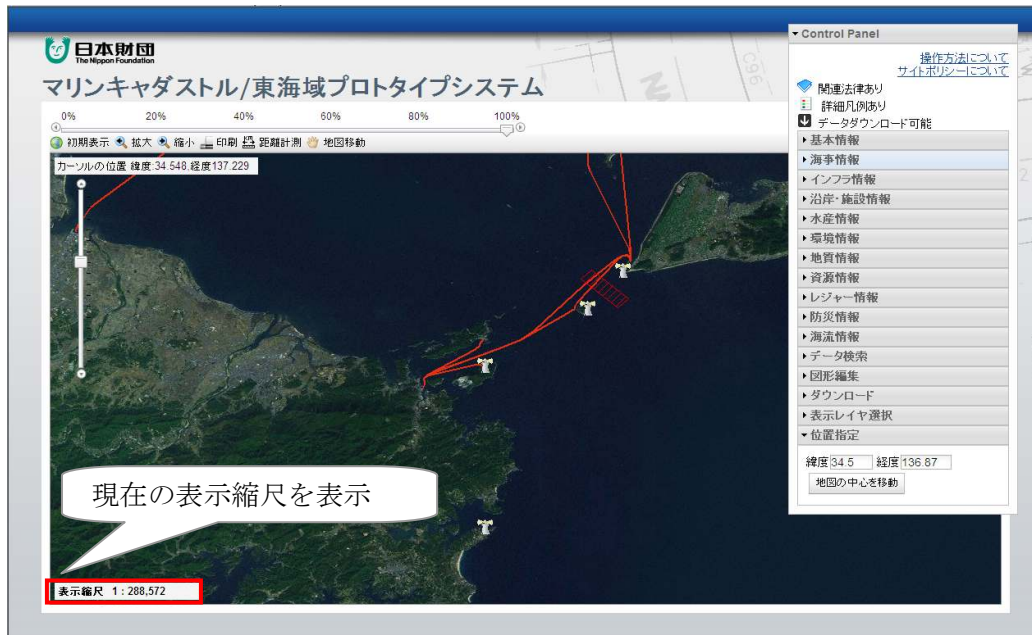 日本財団
The Nippon Foundation
マリンキャダストル/東海域プロトタイプシステム
0% 20% 40% 60% 80% 100%
初期表示 拡大 縮小 印刷 距離計測 地図移動
カーソルの位置 緯度:34.548,経度137.229
現在の表示縮尺を表示
表示縮尺 1 : 288,572
Control Panel
操作方法について
サイトポリシーについて
関連法律あり
詳細凡例あり
データダウンロード可能
基本情報
海事情報
インフラ情報
沿岸・施設情報
水産情報
環境情報
地質情報
資源情報
レジャー情報
防災情報
海流情報
データ検索
図形編集
ダウンロード
表示レイヤ選択
位置指定
緯度 34.5 経度 136.87
地図の中心を移動